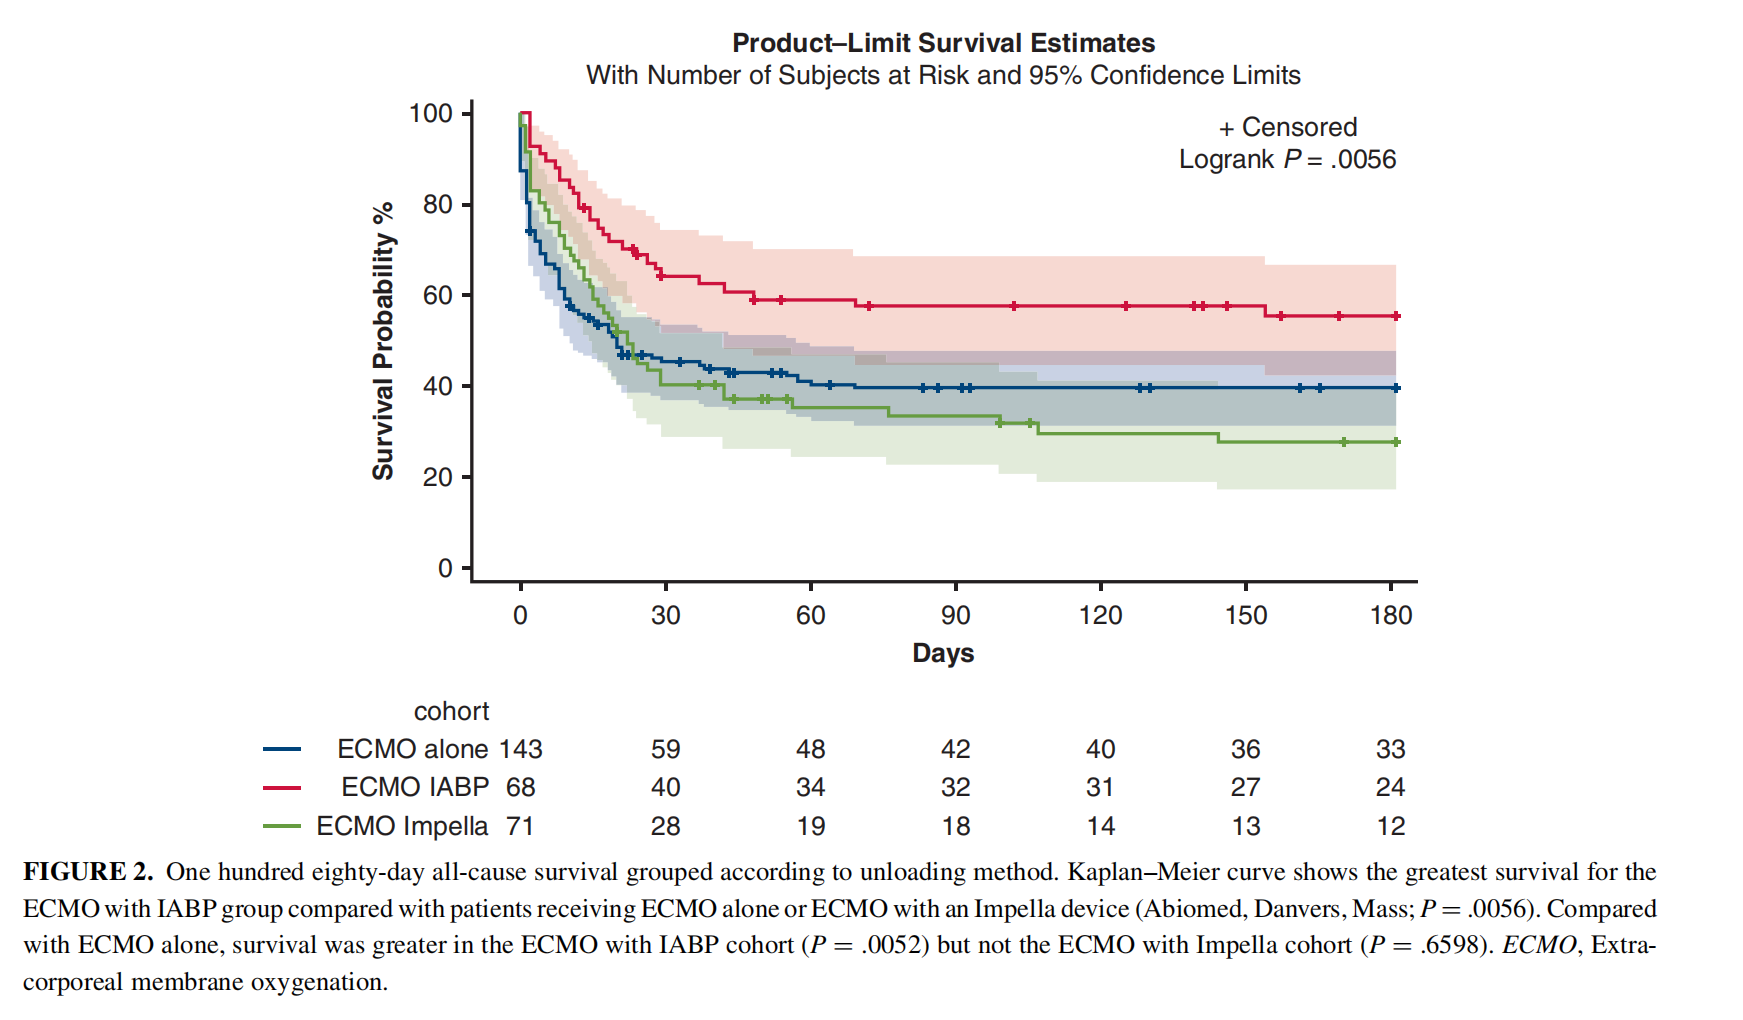 Product–Limit Survival Estimates
With Number of Subjects at Risk and 95% Confidence Limits
+ Censored
Logrank P = .0056
Survival Probability %
100
80
60
40
20
0
0 30 60 90 120 150 180
Days
cohort
ECMO alone 143 59 48 42 40 36 33
ECMO IABP 68 40 34 32 31 27 24
ECMO Impella 71 28 19 18 14 13 12
FIGURE 2. One hundred eighty-day all-cause survival grouped according to unloading method. Kaplan–Meier curve shows the greatest survival for the
ECMO with IABP group compared with patients receiving ECMO alone or ECMO with an Impella device (Abiomed, Danvers, Mass; P = .0056). Compared
with ECMO alone, survival was greater in the ECMO with IABP cohort (P = .0052) but not the ECMO with Impella cohort (P = .6598). ECMO, Extra-
corporeal membrane oxygenation.